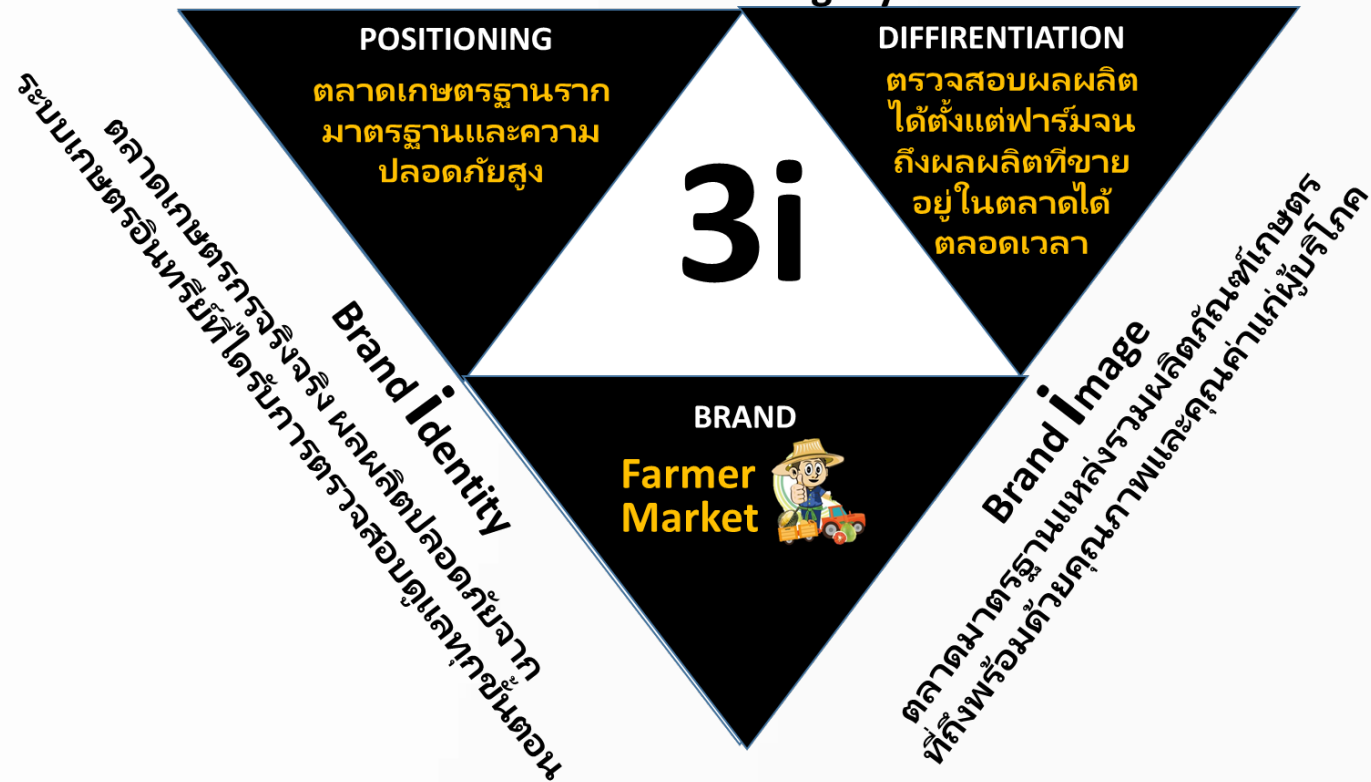 POSITIONING
ตลาดเกษตรฐานราก
มาตรฐานและความ
ปลอดภัยสูง
DIFFIRENTIATION
ตรวจสอบผลผลิต
ได้ตั้งแต่ฟาร์มจน
ถึงผลผลิตทีขาย
อยู่ในตลาดได้
ตลอดเวลา
3i
Brand identity
ตลาดเกษตรกรจริงจริง ผลผลิตปลอดภัยจาก
ระบบเกษตรอินทรีย์ที่ได้รับการตรวจสอบดูแลทุกขั้นตอน
BRAND
Farmer
Market
Brand image
ตลาดมาตรฐานแหล่งรวมผลิตภัณฑ์เกษตร
ที่ถึงพร้อมด้วยคุณภาพและคุณค่าแก่ผู้บริโภค